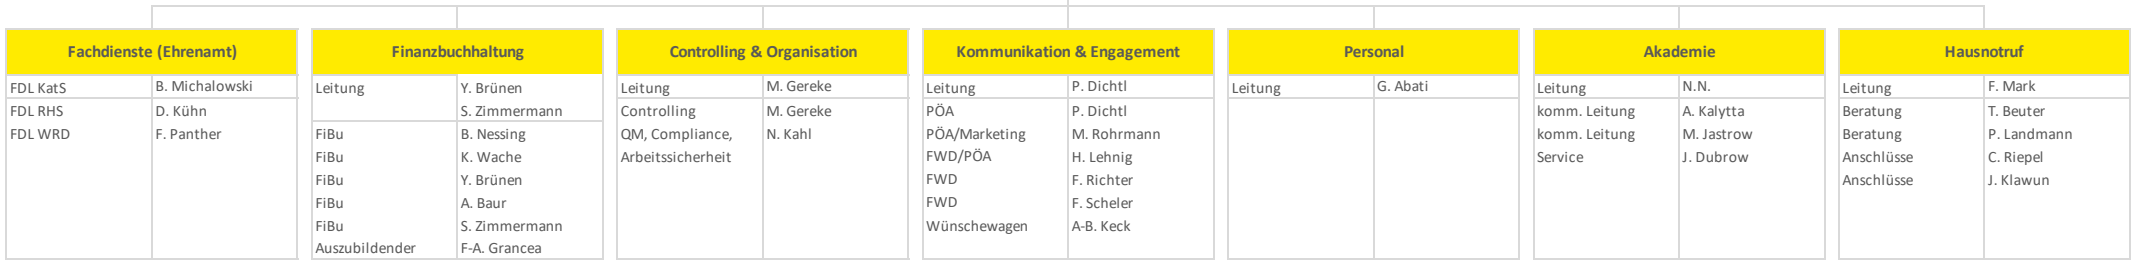 Fachdienste (Ehrenamt)
FDL KatS B. Michalowski
FDL RHS D. Kühn
FDL WRD F. Panther
Finanzbuchhaltung
Leitung Y. Brünen
S. Zimmermann
FiBu B. Nessing
FiBu K. Wache
FiBu Y. Brünen
FiBu A. Baur
FiBu S. Zimmermann
Auszubildender F-A. Grancea
Controlling & Organisation
Leitung M. Gereke
Controlling M. Gereke
QM, Compliance, N. Kahl
Arbeitssicherheit
Kommunikation & Engagement
Leitung P. Dichtl
PÖA P. Dichtl
PÖA/Marketing M. Rohrmann
FWD/PÖA H. Lehnig
FWD F. Richter
FWD F. Scheler
Wünschewagen A-B. Keck
Personal
Leitung G. Abati
Akademie
Leitung N.N.
komm. Leitung A. Kalytta
komm. Leitung M. Jastrow
Service J. Dubrow
Hausnotruf
Leitung F. Mark
Beratung T. Beuter
Beratung P. Landmann
Anschlüsse C. Riepel
Anschlüsse J. Klawun